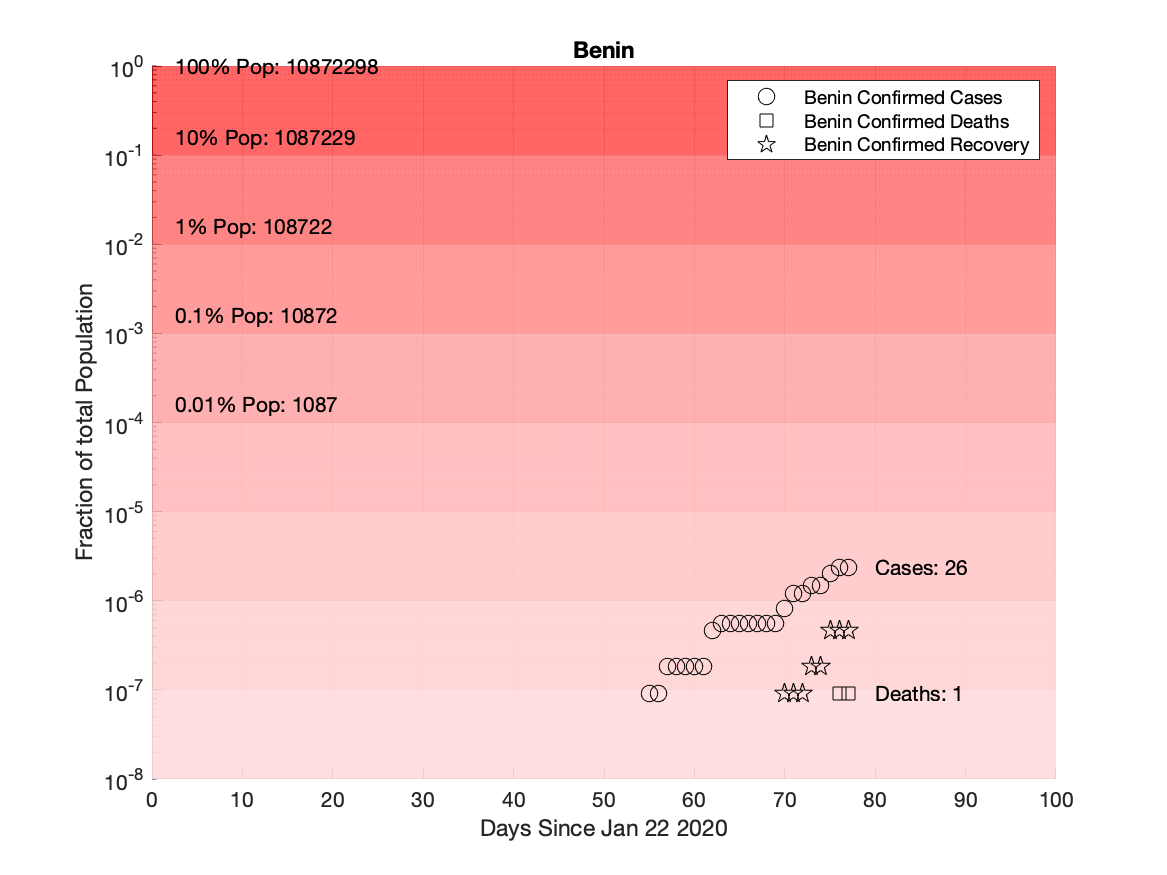 Benin
10^0
100% Pop: 10872298
Benin Confirmed Cases
Benin Confirmed Deaths
Benin Confirmed Recovery
10% Pop: 1087229
10^-1
1% Pop: 108722
10^-2
0.1% Pop: 10872
10^-3
0.01% Pop: 1087
10^-4
Fraction of total Population
10^-5
Cases: 26
10^-6
10^-7
Deaths: 1
10^-8
0 10 20 30 40 50 60 70 80 90 100
Days Since Jan 22 2020